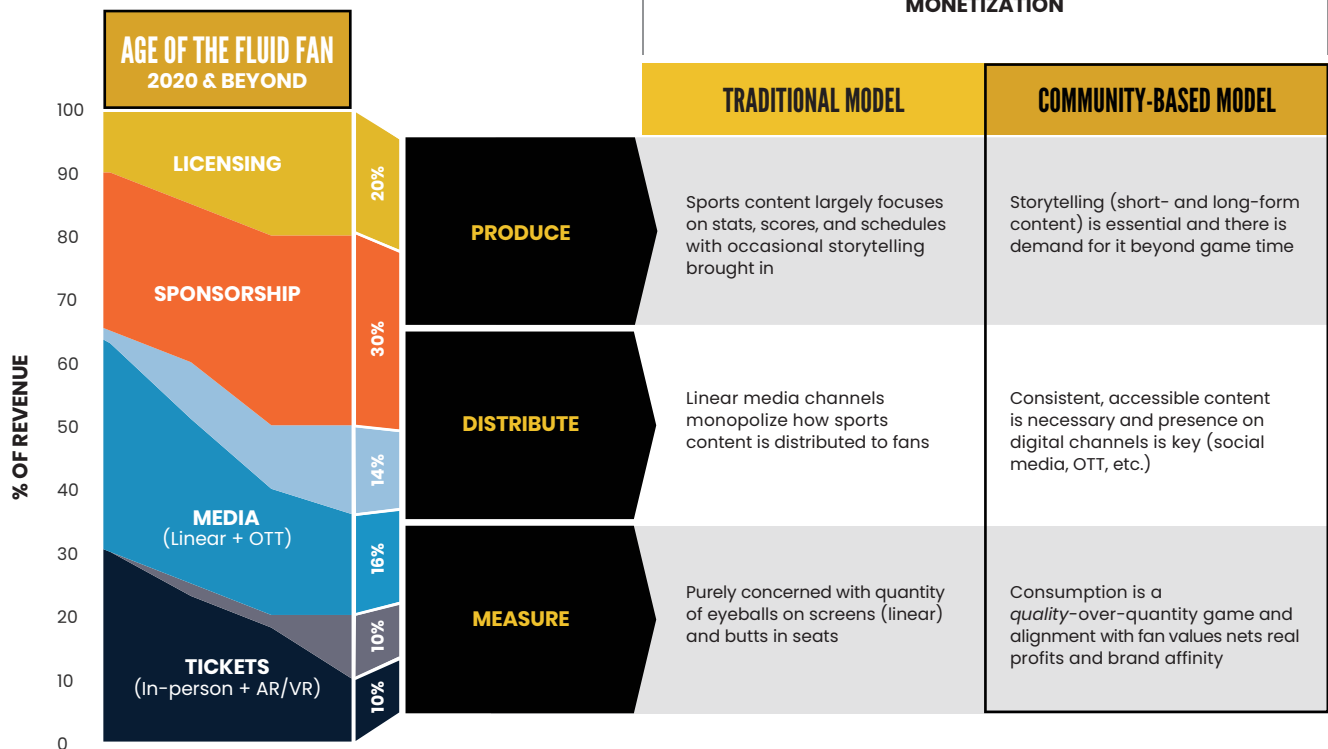 MONETIZATION
AGE OF THE FLUID FAN
2020 & BEYOND
TRADITIONAL MODEL
COMMUNITY-BASED MODEL
% OF REVENUE
100
90
80
70
60
50
40
30
20
10
0
LICENSING
SPONSORSHIP
MEDIA
(Linear + OTT)
TICKETS
(In-person + AR/VR)
20%
30%
14%
16%
10%
10%
PRODUCE
Sports content largely focuses
on stats, scores, and schedules
with occasional storytelling
brought in
Storytelling (short- and long-form
content) is essential and there is
demand for it beyond game time
DISTRIBUTE
Linear media channels
monopolize how sports
content is distributed to fans
Consistent, accessible content
is necessary and presence on
digital channels is key (social
media, OTT, etc.)
MEASURE
Purely concerned with quantity
of eyeballs on screens (linear)
and butts in seats
Consumption is a
quality-over-quantity game and
alignment with fan values nets real
profits and brand affinity